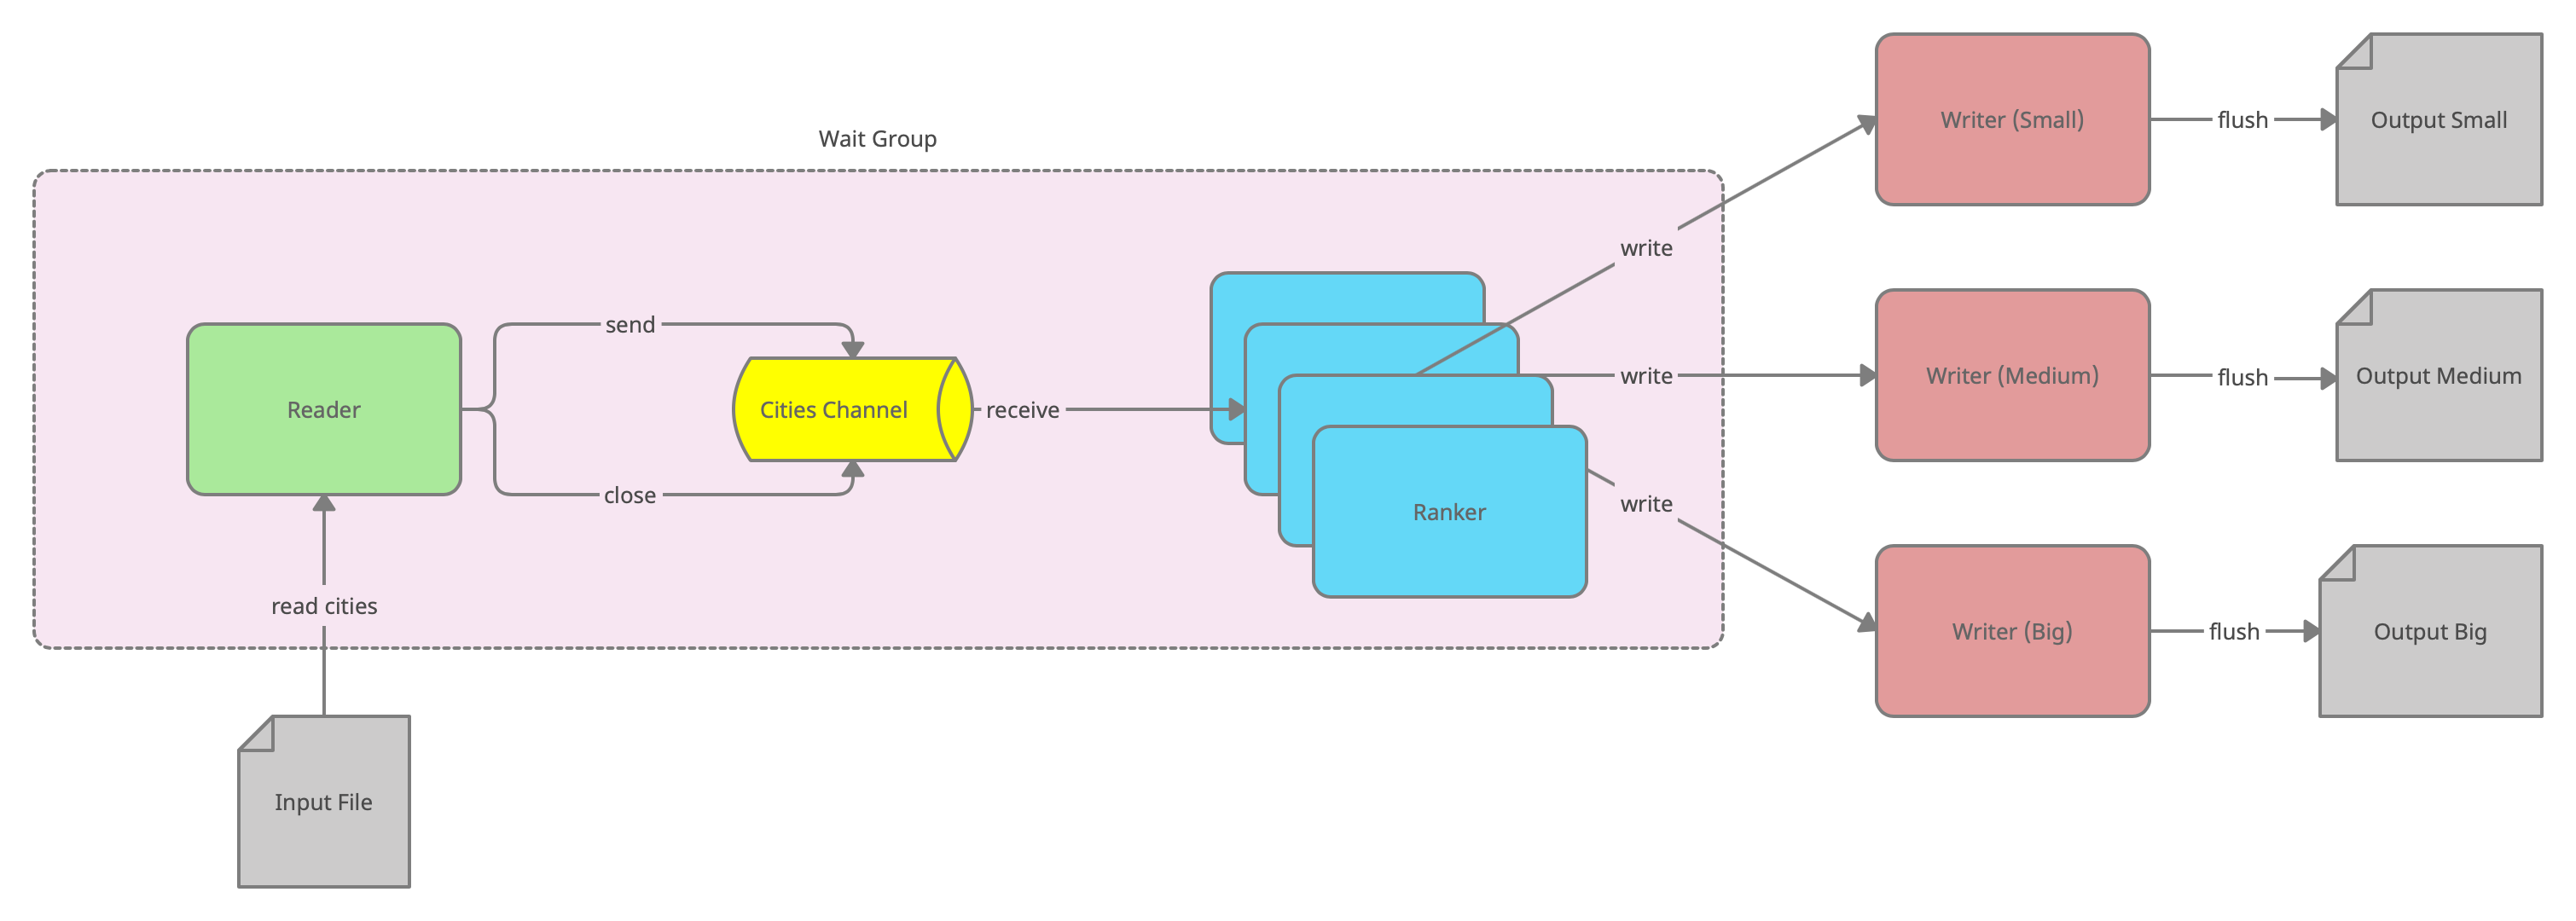 Wait Group
Writer (Small)
flush
Output Small
write
send
Reader
Cities Channel
receive
write
Writer (Medium)
flush
Output Medium
close
Ranker
write
read cities
Writer (Big)
flush
Output Big
Input File